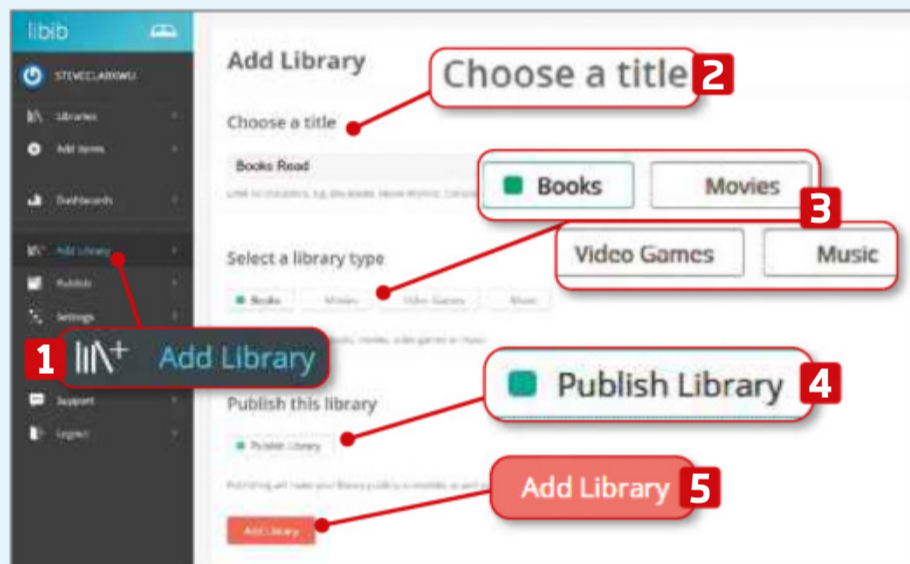 libib
Add Library
Choose a title
2
Choose a title
Libraries
Add Items
Books Read
Books
Movies
3
Dashboards
Video Games
Music
Add Library
Select a library type
Publish
Books
Movies
Video Games
Music
Settings
1
Add Library
Publish Library
4
Support
Publish this library
Logout
Publish Library
Add Library
5
Add Library